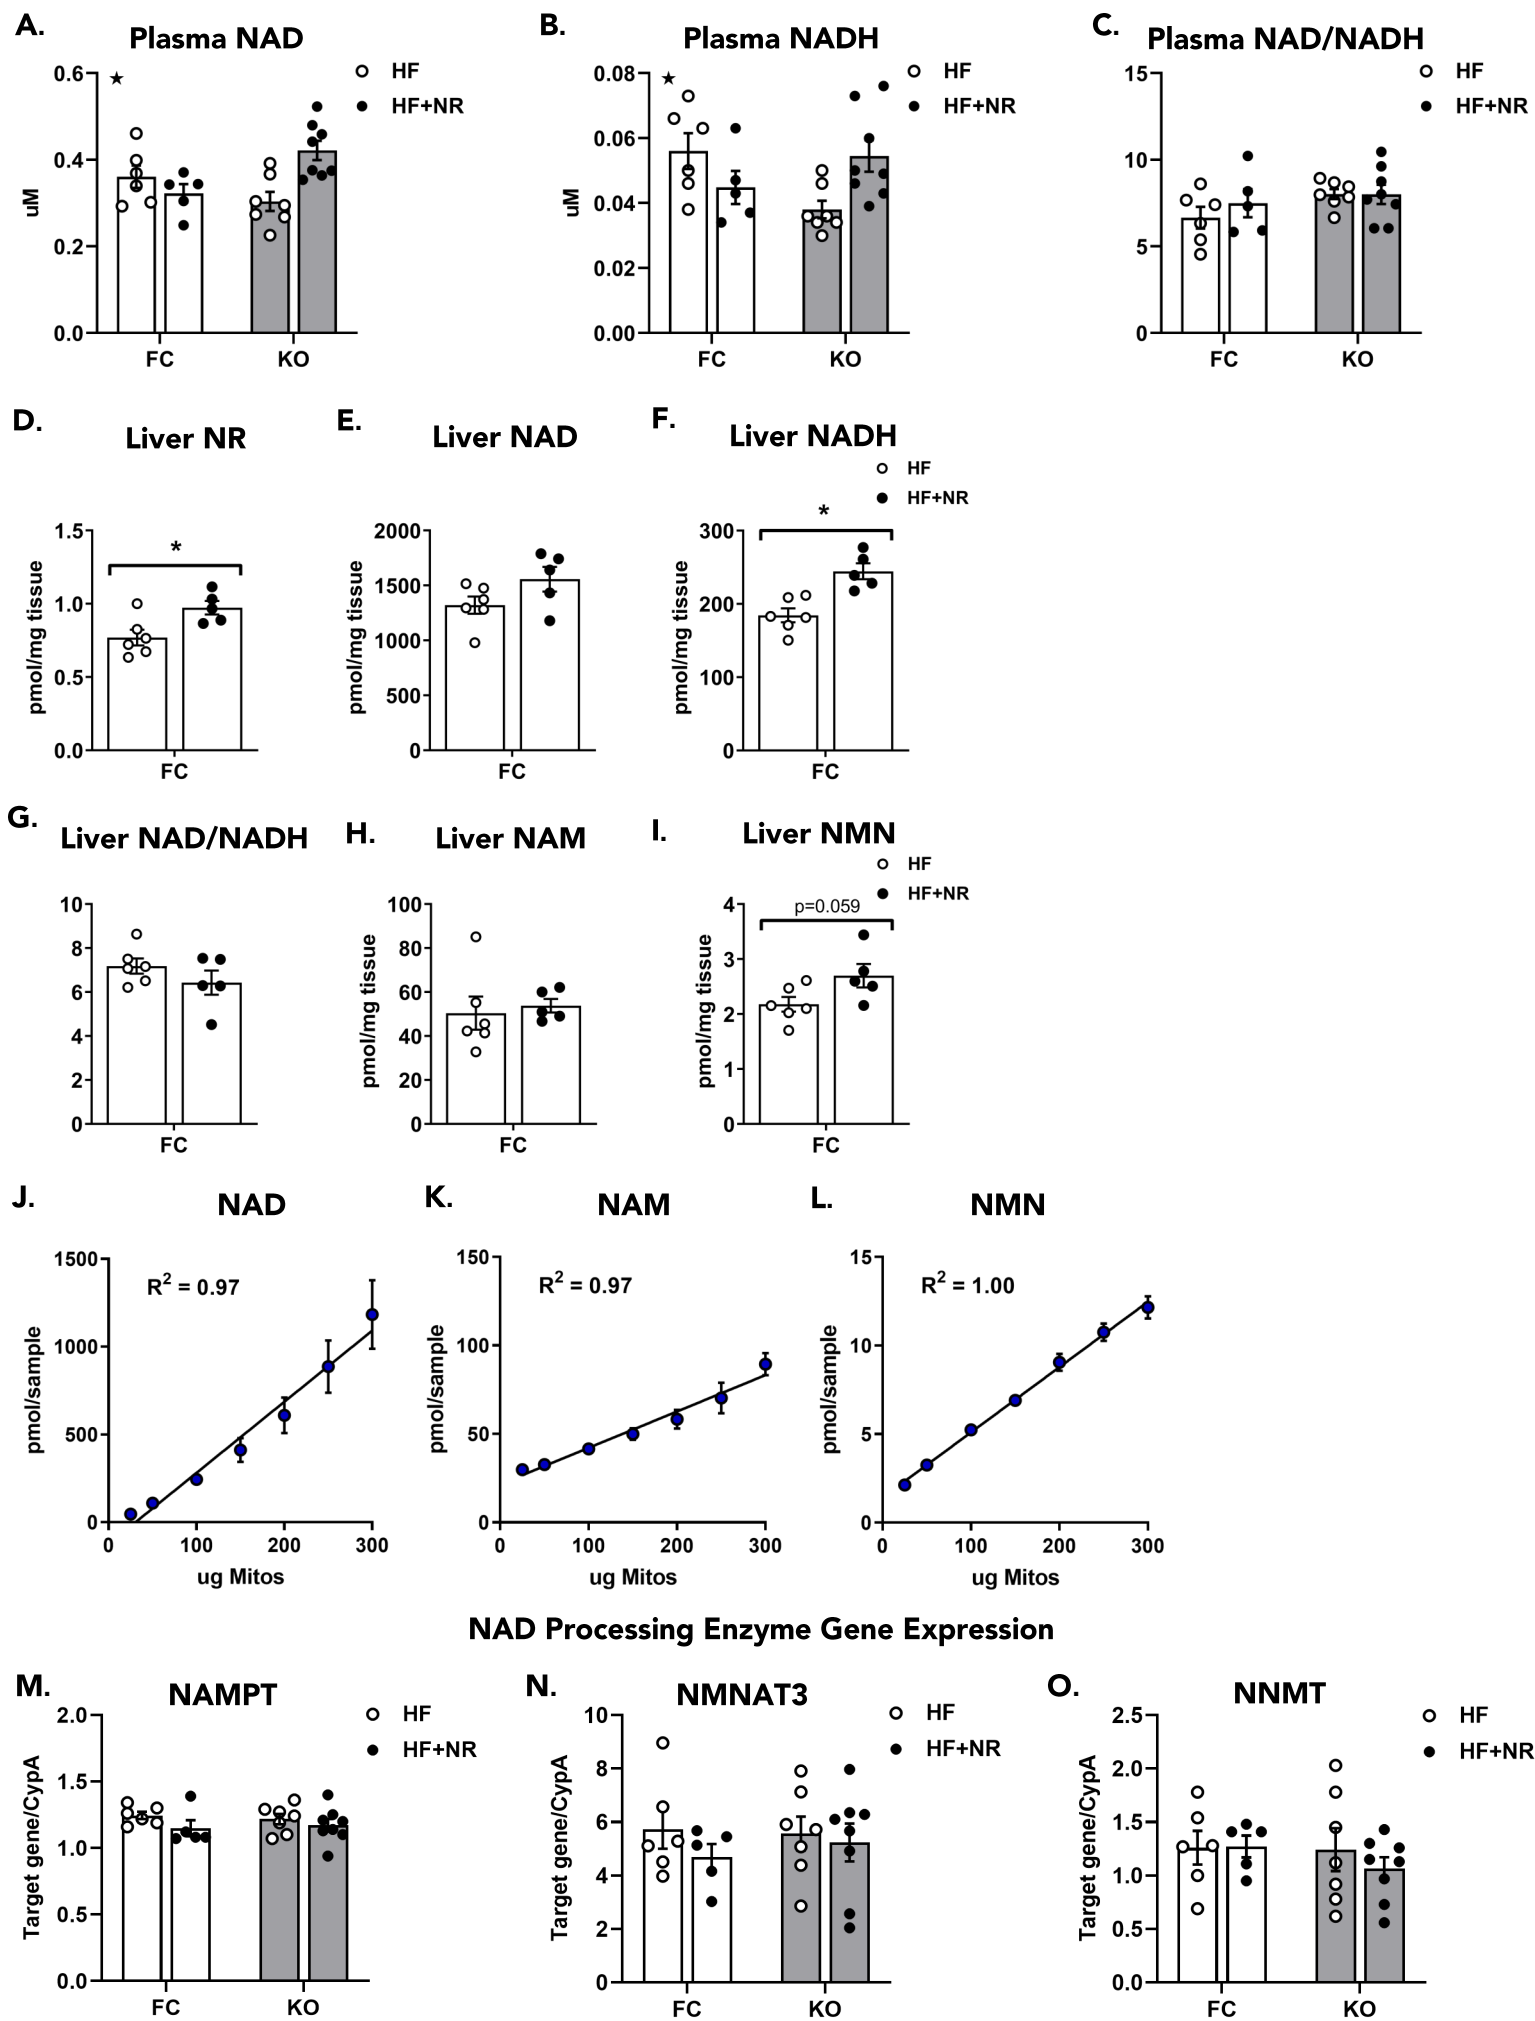 A.
Plasma NAD
★
HF
HF+NR
uM
0.6
0.4
0.2
0.0
FC
KO
B.
Plasma NADH
★
HF
HF+NR
uM
0.08
0.06
0.04
0.02
0.00
FC
KO
C.
Plasma NAD/NADH
HF
HF+NR
15
10
5
0
FC
KO
D.
Liver NR
pmol/mg tissue
1.5
1.0
0.5
0.0
*
FC
E.
Liver NAD
pmol/mg tissue
2000
1500
1000
500
0
FC
F.
Liver NADH
HF
HF+NR
pmol/mg tissue
300
200
100
0
*
FC
G.
Liver NAD/NADH
10
8
6
4
2
0
FC
H.
Liver NAM
pmol/mg tissue
100
80
60
40
20
0
FC
I.
Liver NMN
HF
HF+NR
p=0.059
pmol/mg tissue
4
3
2
1
0
FC
J.
NAD
R² = 0.97
pmol/sample
1500
1000
500
0
0 100 200 300
ug Mitos
K.
NAM
R² = 0.97
pmol/sample
150
100
50
0
0 100 200 300
ug Mitos
L.
NMN
R² = 1.00
pmol/sample
15
10
5
0
0 100 200 300
ug Mitos
NAD Processing Enzyme Gene Expression
M.
NAMPT
HF
HF+NR
Target gene/CypA
2.0
1.5
1.0
0.5
0.0
FC
KO
N.
NMNAT3
HF
HF+NR
Target gene/CypA
10
8
6
4
2
0
FC
KO
O.
NNMT
HF
HF+NR
Target gene/CypA
2.5
2.0
1.5
1.0
0.5
0.0
FC
KO